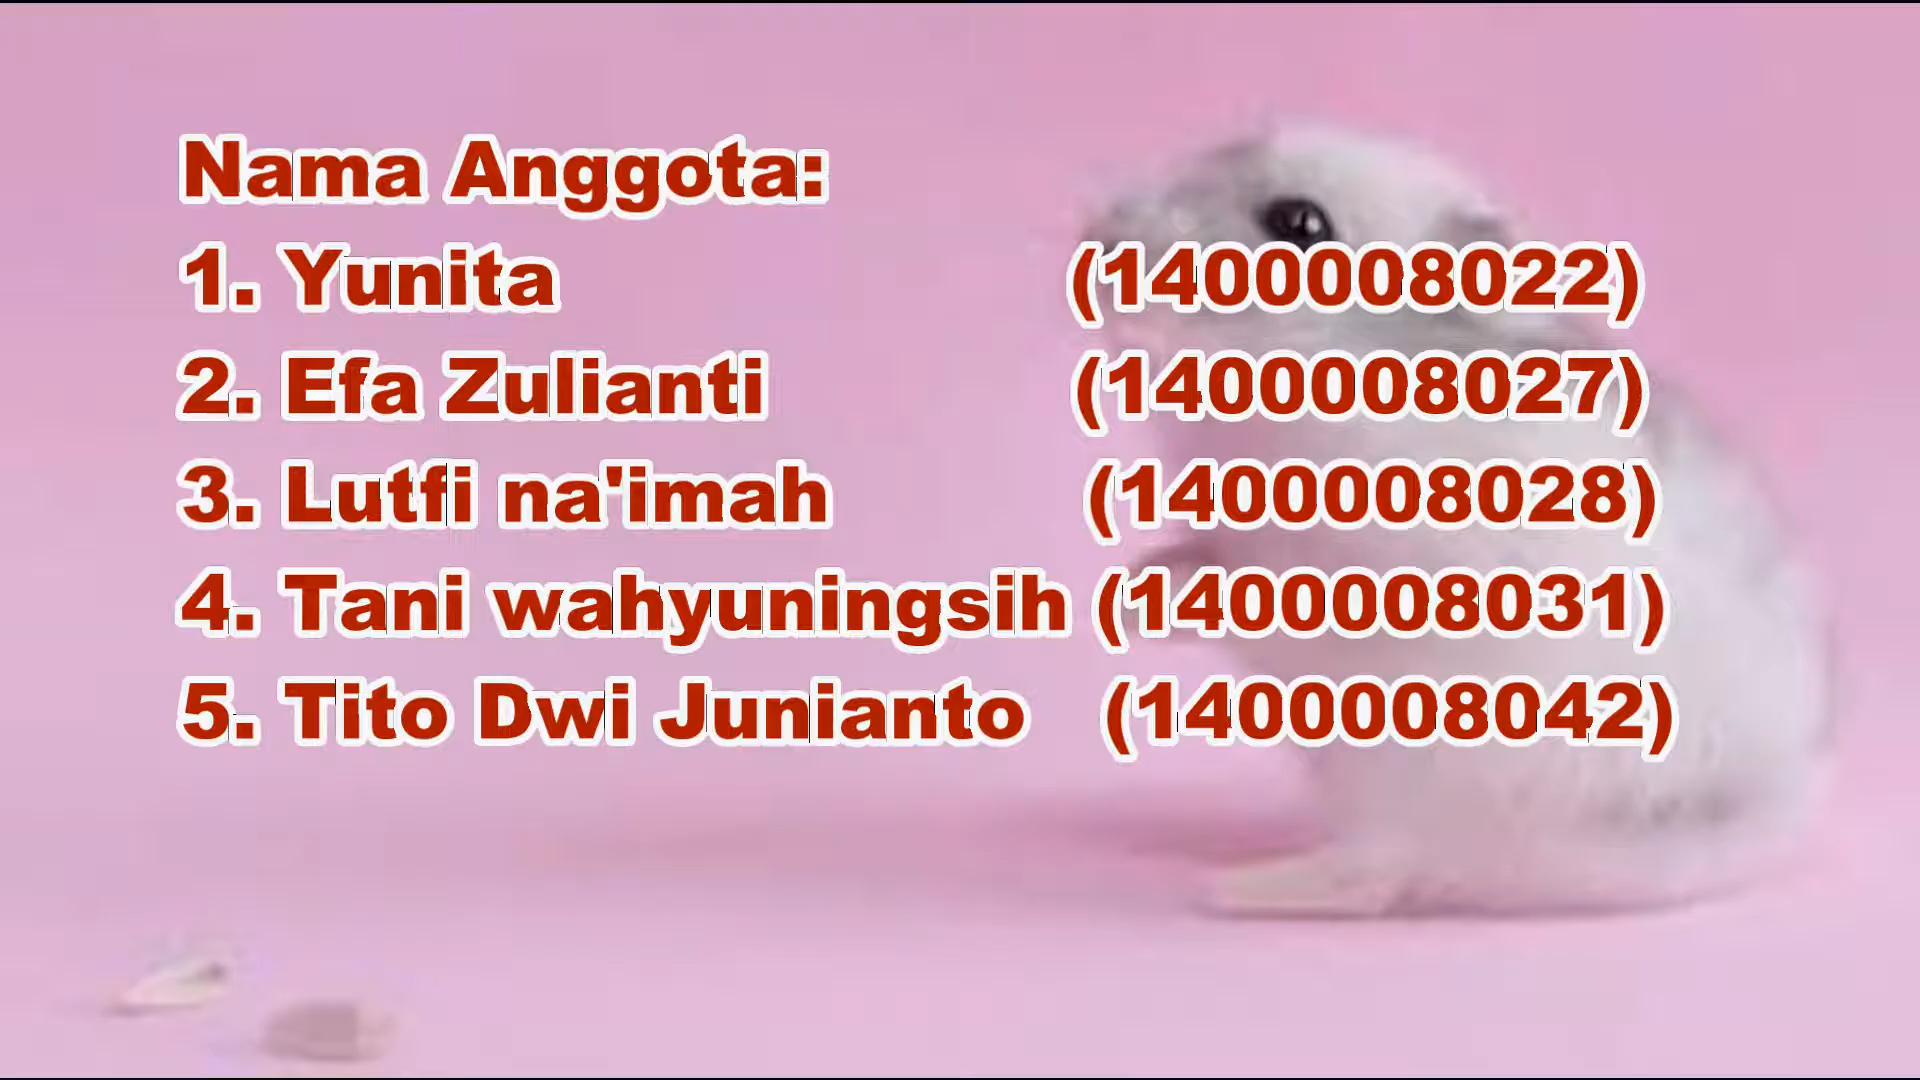 Nama Anggota:
1. Yunita (1400008022)
2. Efa Zulianti (1400008027)
3. Lutfi na'imah (1400008028)
4. Tani wahyuningsih (1400008031)
5. Tito Dwi Junianto (1400008042)